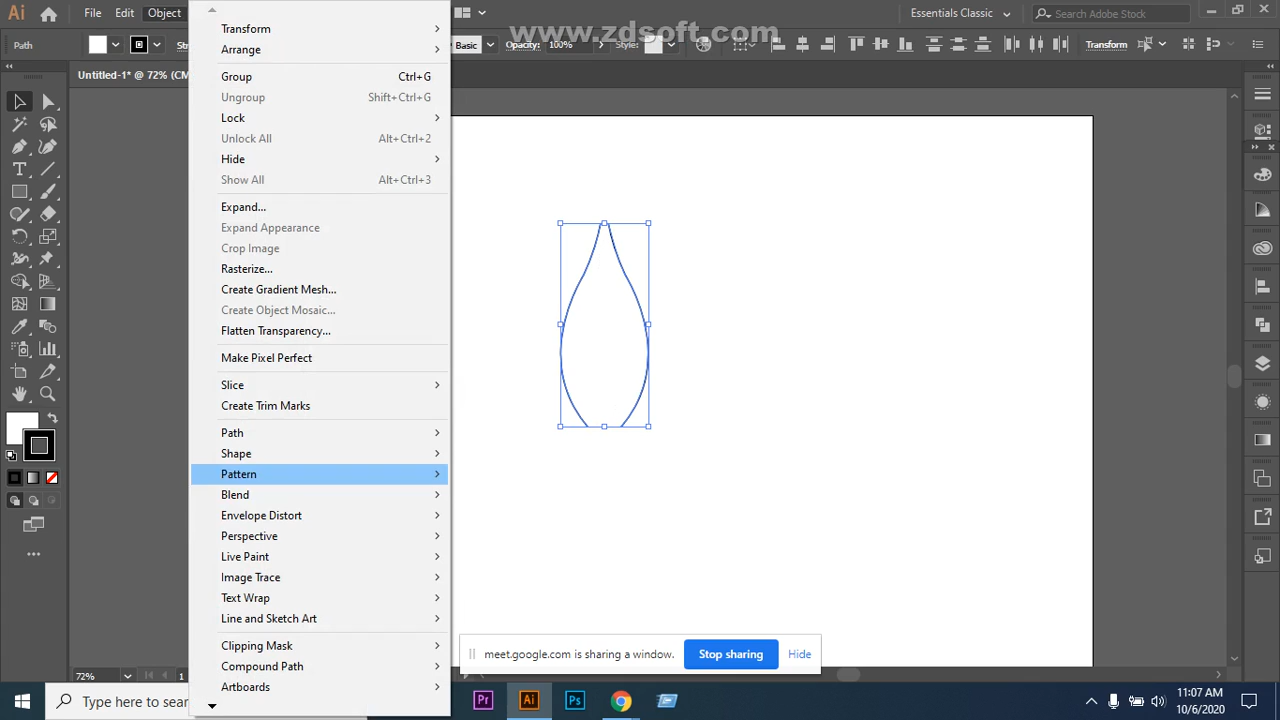 Ai File Edit Object
Essentials Classic Search Adobe Stock
www.zdsoft.com
Path Basic Opacity: 100% Style: Transform
Untitled-1* @ 72% (CM
Transform
Arrange
Group Ctrl+G
Ungroup Shift+Ctrl+G
Lock
Unlock All Alt+Ctrl+2
Hide
Show All Alt+Ctrl+3
Expand...
Expand Appearance
Crop Image
Rasterize...
Create Gradient Mesh...
Create Object Mosaic...
Flatten Transparency...
Make Pixel Perfect
Slice
Create Trim Marks
Path
Shape
Pattern
Blend
Envelope Distort
Perspective
Live Paint
Image Trace
Text Wrap
Line and Sketch Art
Clipping Mask
Compound Path
Artboards
meet.google.com is sharing a window. Stop sharing Hide
72% 1
Type here to sear
Pr Ai Ps
11:07 AM
10/6/2020